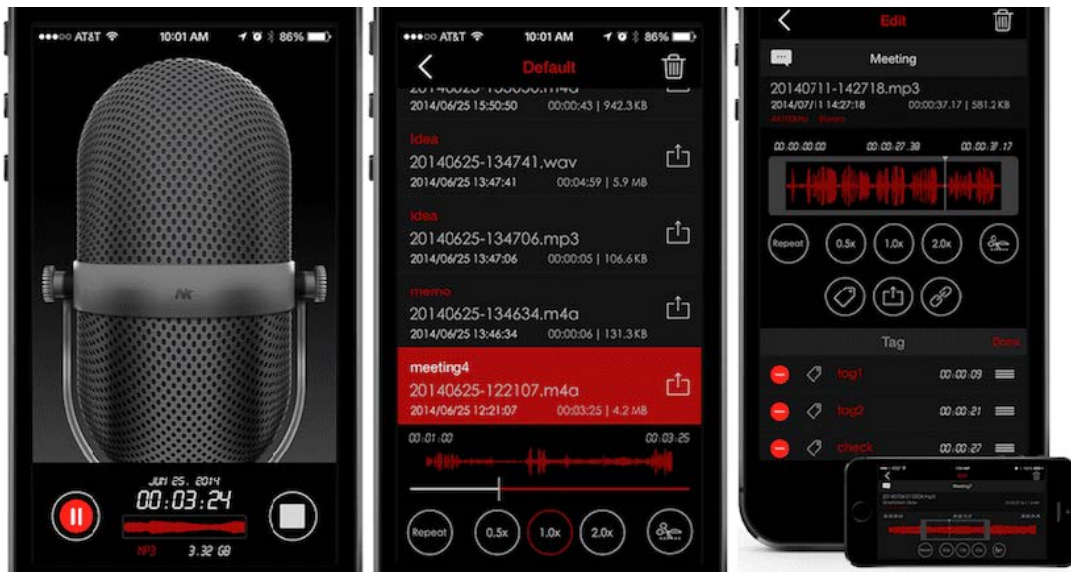 AT&T 10:01 AM 86%
JUN 25. 2014
00:03:24
MP3 3.32 GB
AT&T 10:01 AM 86%
Default
2014/06/25 15:50:50 00:00:43 | 942.3 KB
Idea
20140625-134741.wav
2014/06/25 13:47:41 00:04:59 | 5.9 MB
idea
20140625-134706.mp3
2014/06/25 13:47:06 00:00:05 | 106.6 KB
memo
20140625-134634.m4a
2014/06/25 13:46:34 00:00:06 | 131.3 KB
meeting4
20140625-122107.m4a
2014/06/25 12:21:07 00:03:25 | 4.2 MB
00:01:00 00:03:25
Repeat 0.5x 1.0x 2.0x
Edit
Meeting
20140711-142718.mp3
2014/07/11 14:27:18 00:00:37.17 | 581.2 KB
44100Hz Stereo
00:00:00.00 00:00:27.38 00:00:37.17
Repeat 0.5x 1.0x 2.0x
Tag Done
tag1 00:00:09
tag2 00:00:21
check 00:00:27
Edit